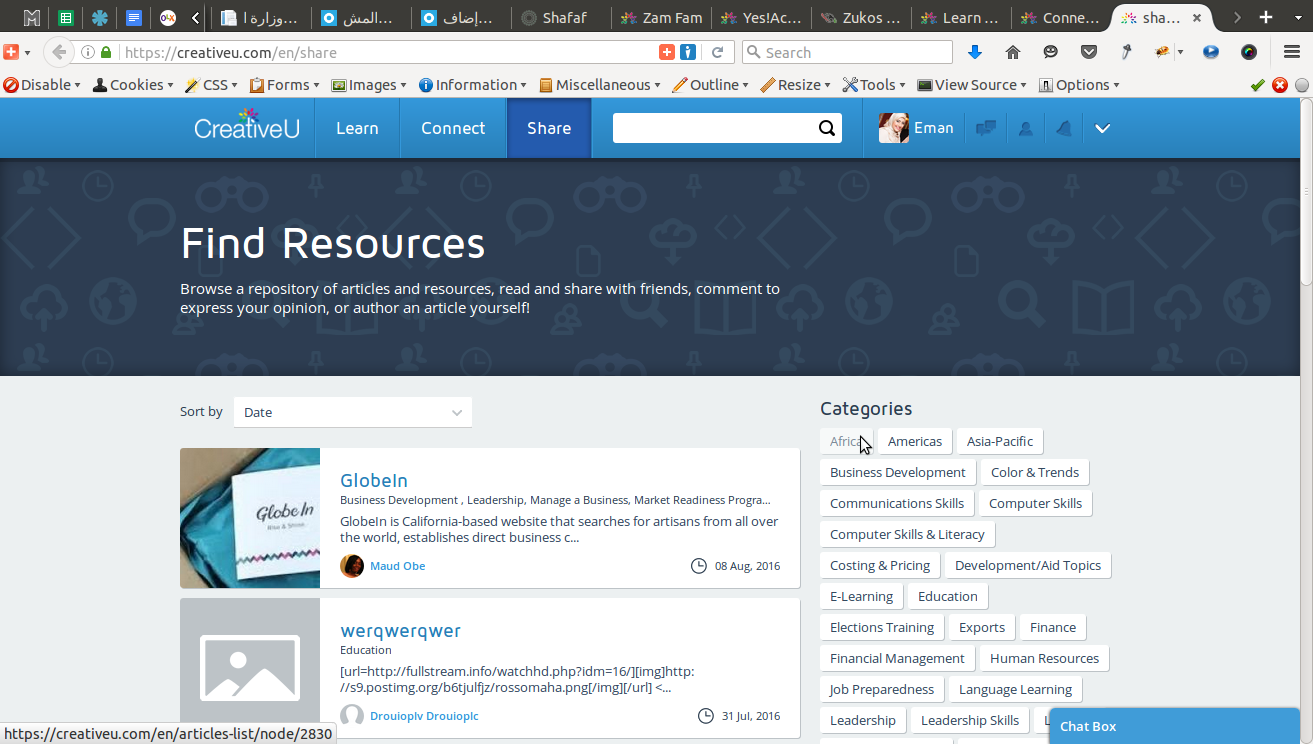 وزارة ا...
المش...
إضاف...
Shafaf
Zam Fam
Yes!Ac...
Zukos ...
Learn ...
Conne...
sha...
https://creativeu.com/en/share
Search
Disable
Cookies
CSS
Forms
Images
Information
Miscellaneous
Outline
Resize
Tools
View Source
Options
CreativeU
Learn
Connect
Share
Eman
Find Resources
Browse a repository of articles and resources, read and share with friends, comment to
express your opinion, or author an article yourself!
Sort by
Date
GlobeIn
Rise & Shine.
GlobeIn
Business Development , Leadership, Manage a Business, Market Readiness Progra...
GlobeIn is California-based website that searches for artisans from all over
the world, establishes direct business c...
Maud Obe
08 Aug, 2016
werqwerqwer
Education
[url=http://fullstream.info/watchhd.php?idm=16/][img]http:
//s9.postimg.org/b6tjulfjz/rossomaha.png[/img][/url] <...
Drouioplv Drouioplc
31 Jul, 2016
Categories
Africa
Americas
Asia-Pacific
Business Development
Color & Trends
Communications Skills
Computer Skills
Computer Skills & Literacy
Costing & Pricing
Development/Aid Topics
E-Learning
Education
Elections Training
Exports
Finance
Financial Management
Human Resources
Job Preparedness
Language Learning
Leadership
Leadership Skills
Chat Box
https://creativeu.com/en/articles-list/node/2830